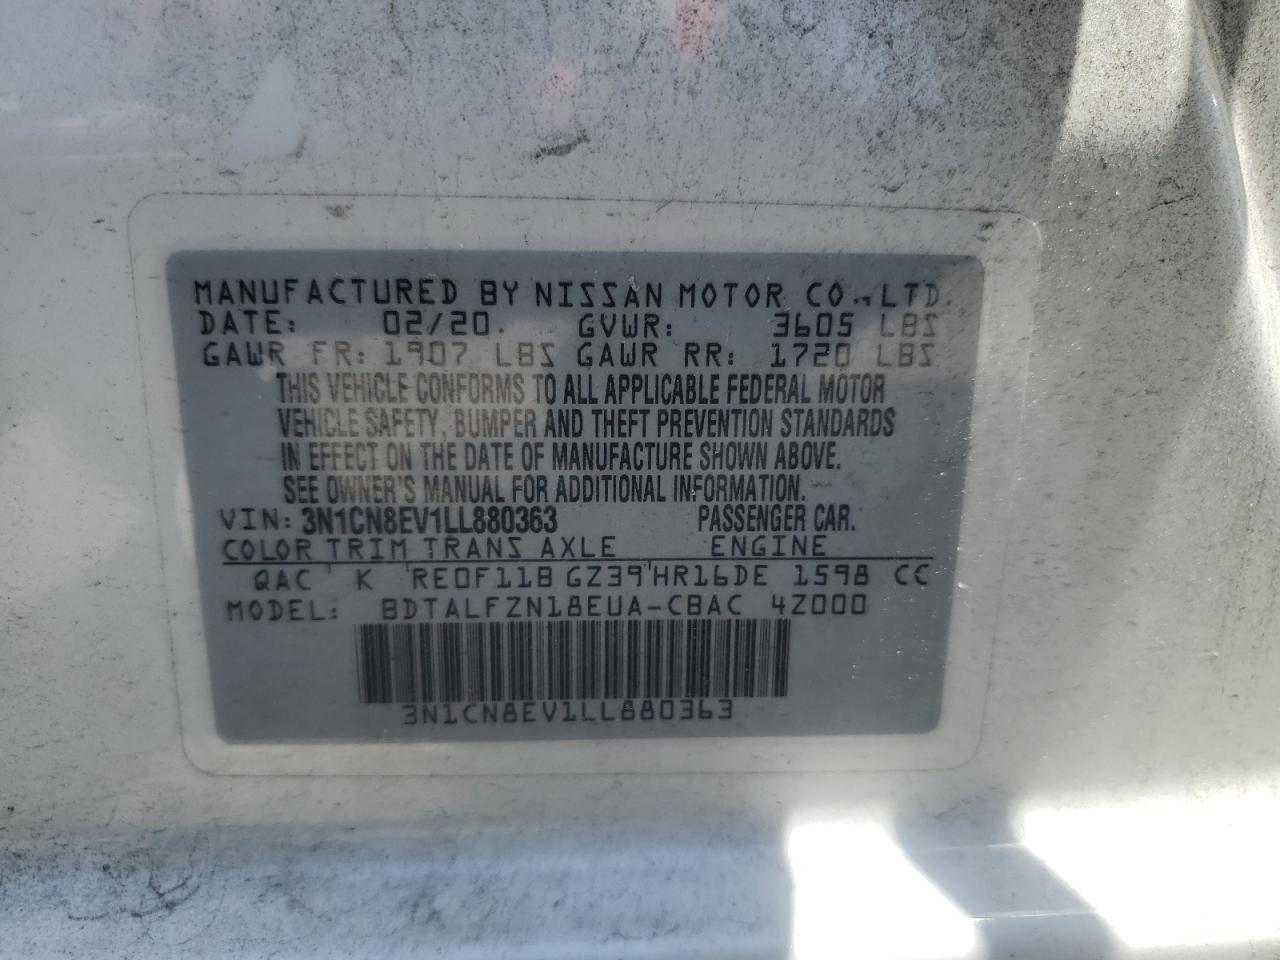 MANUFACTURED BY NISSAN MOTOR CO., LTD.
DATE: 02/20. GVWR: 3605 LBS
GAWR FR: 1907 LBS GAWR RR: 1720 LBS
THIS VEHICLE CONFORMS TO ALL APPLICABLE FEDERAL MOTOR
VEHICLE SAFETY, BUMPER AND THEFT PREVENTION STANDARDS
IN EFFECT ON THE DATE OF MANUFACTURE SHOWN ABOVE.
SEE OWNER'S MANUAL FOR ADDITIONAL INFORMATION.
VIN: 3N1CN8EV1LL880363 PASSENGER CAR.
COLOR TRIM TRANS AXLE ENGINE
QAC ' K ' RE0F11B GZ39 ' HR16DE 1598 CC
MODEL: BDTALFZN18EUA-CBAC 4Z000
3N1CN8EV1LL880363